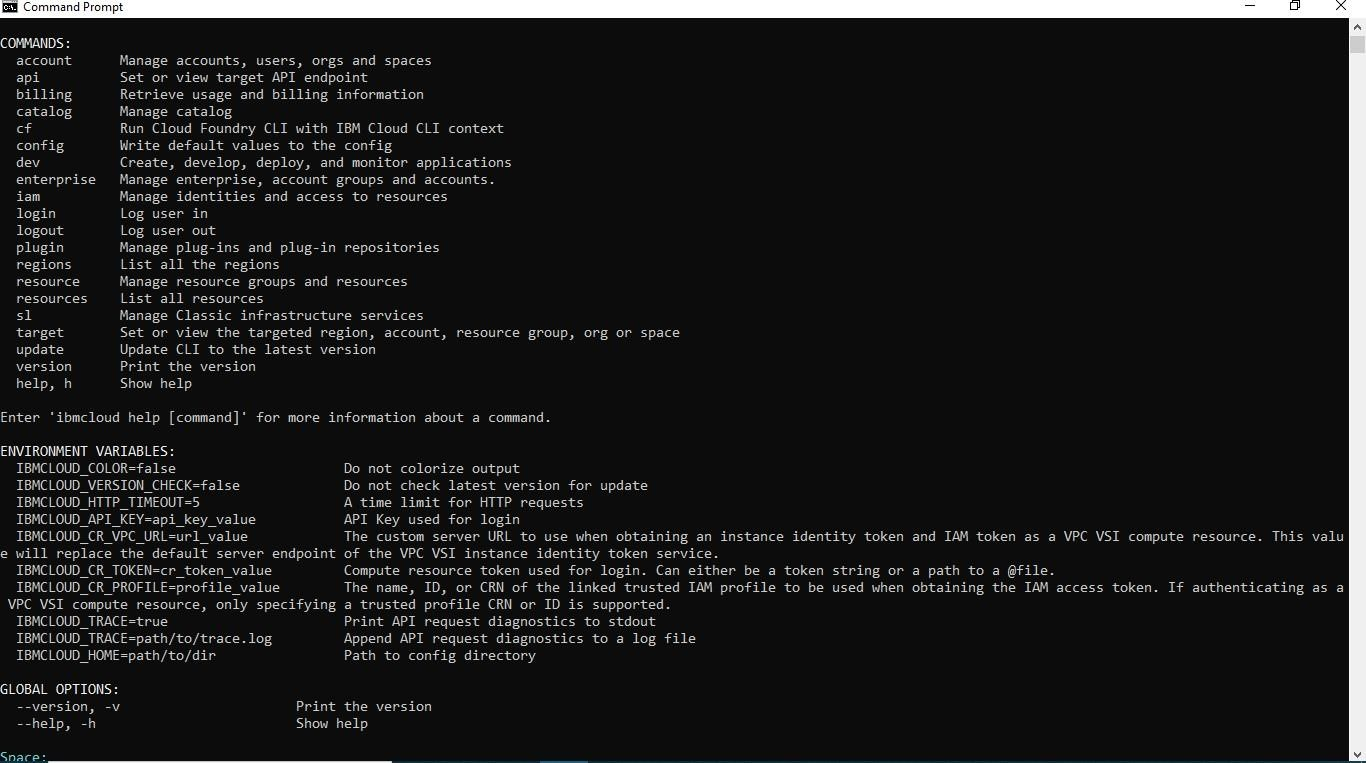 Command Prompt
COMMANDS:
account Manage accounts, users, orgs and spaces
api Set or view target API endpoint
billing Retrieve usage and billing information
catalog Manage catalog
cf Run Cloud Foundry CLI with IBM Cloud CLI context
config Write default values to the config
dev Create, develop, deploy, and monitor applications
enterprise Manage enterprise, account groups and accounts.
iam Manage identities and access to resources
login Log user in
logout Log user out
plugin Manage plug-ins and plug-in repositories
regions List all the regions
resource Manage resource groups and resources
resources List all resources
sl Manage Classic infrastructure services
target Set or view the targeted region, account, resource group, org or space
update Update CLI to the latest version
version Print the version
help, h Show help
Enter 'ibmcloud help [command]' for more information about a command.
ENVIRONMENT VARIABLES:
IBMCLOUD_COLOR=false Do not colorize output
IBMCLOUD_VERSION_CHECK=false Do not check latest version for update
IBMCLOUD_HTTP_TIMEOUT=5 A time limit for HTTP requests
IBMCLOUD_API_KEY=api_key_value API Key used for login
IBMCLOUD_CR_VPC_URL=url_value The custom server URL to use when obtaining an instance identity token and IAM token as a VPC VSI compute resource. This valu
e will replace the default server endpoint of the VPC VSI instance identity token service.
IBMCLOUD_CR_TOKEN=cr_token_value Compute resource token used for login. Can either be a token string or a path to a @file.
IBMCLOUD_CR_PROFILE=profile_value The name, ID, or CRN of the linked trusted IAM profile to be used when obtaining the IAM access token. If authenticating as a
VPC VSI compute resource, only specifying a trusted profile CRN or ID is supported.
IBMCLOUD_TRACE=true Print API request diagnostics to stdout
IBMCLOUD_TRACE=path/to/trace.log Append API request diagnostics to a log file
IBMCLOUD_HOME=path/to/dir Path to config directory
GLOBAL OPTIONS:
--version, -v Print the version
--help, -h Show help
Space: